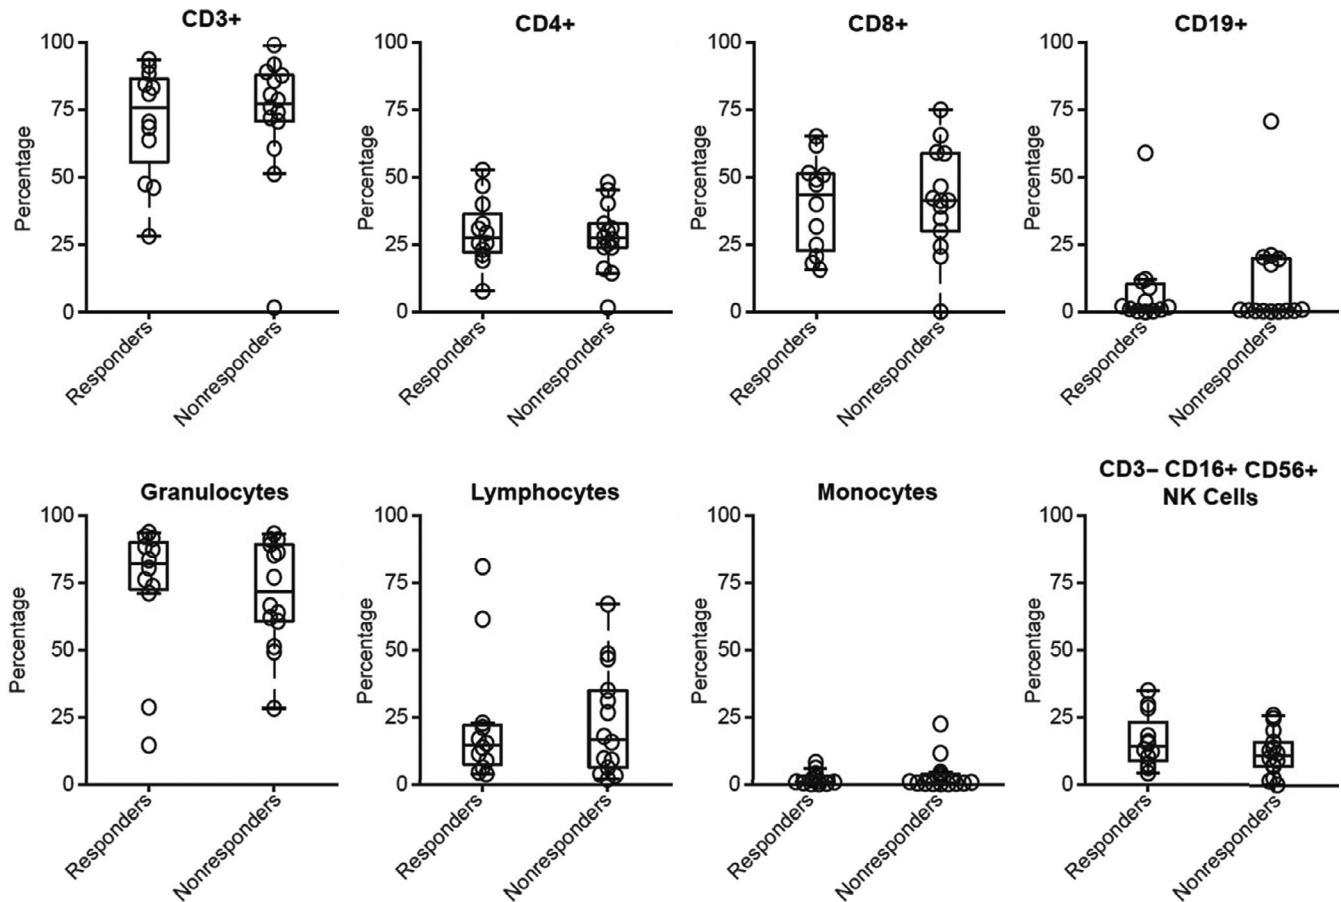 CD3+
CD4+
CD8+
CD19+
100
75
50
25
0
Percentage
Responders
Nonresponders
100
75
50
25
0
Percentage
Responders
Nonresponders
100
75
50
25
0
Percentage
Responders
Nonresponders
100
75
50
25
0
Percentage
Responders
Nonresponders
Granulocytes
Lymphocytes
Monocytes
CD3– CD16+ CD56+
NK Cells
100
75
50
25
0
Percentage
Responders
Nonresponders
100
75
50
25
0
Percentage
Responders
Nonresponders
100
75
50
25
0
Percentage
Responders
Nonresponders
100
75
50
25
0
Percentage
Responders
Nonresponders